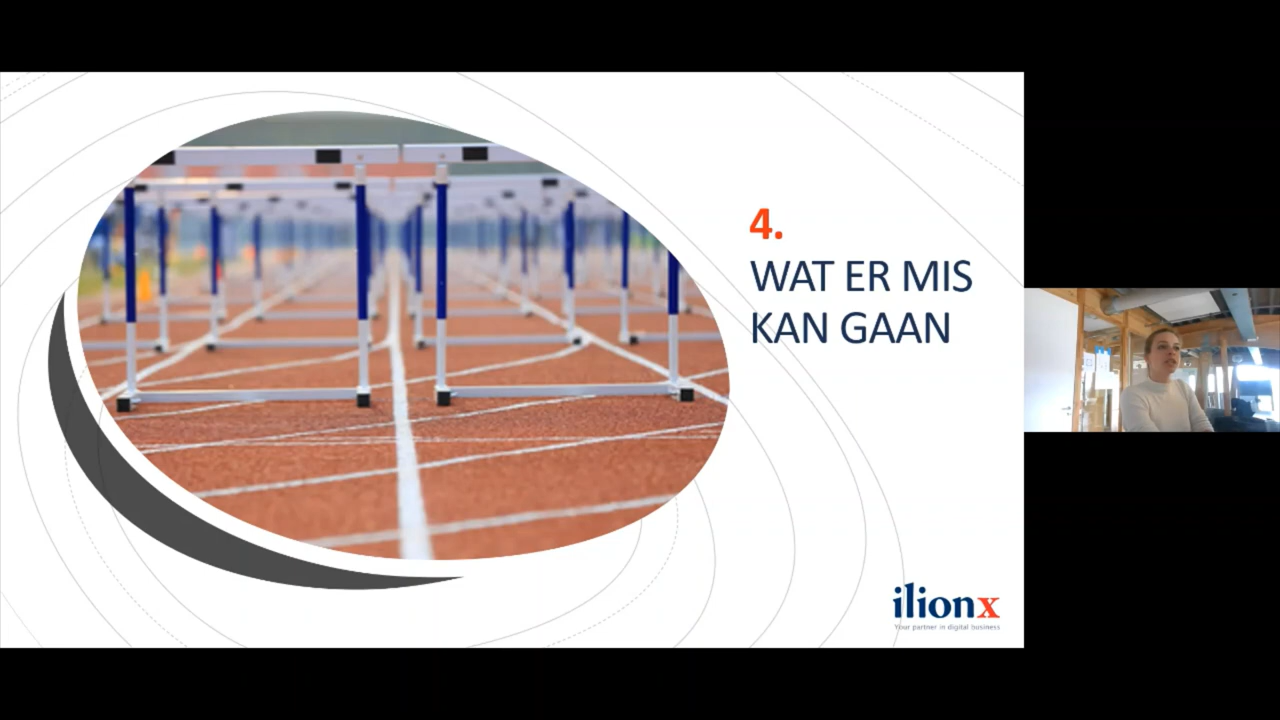 4.
WAT ER MIS
KAN GAAN
ilionx
Your partner in digital business